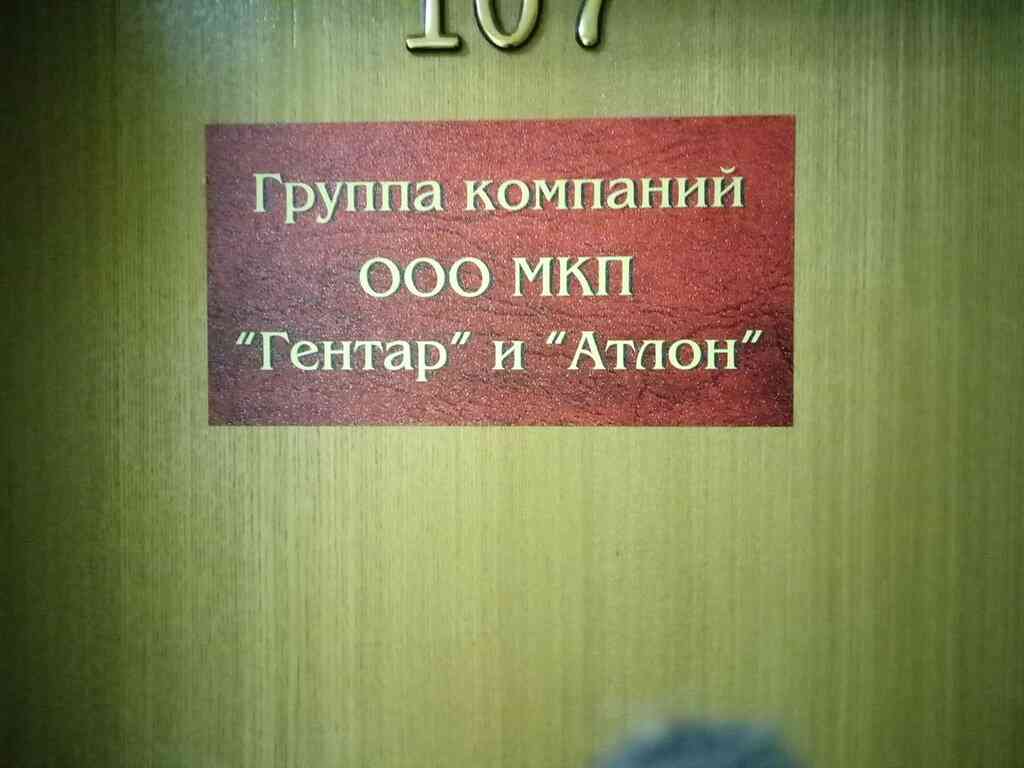 107
Группа компаний
ООО МКП
"Гентар" и "Атлон"